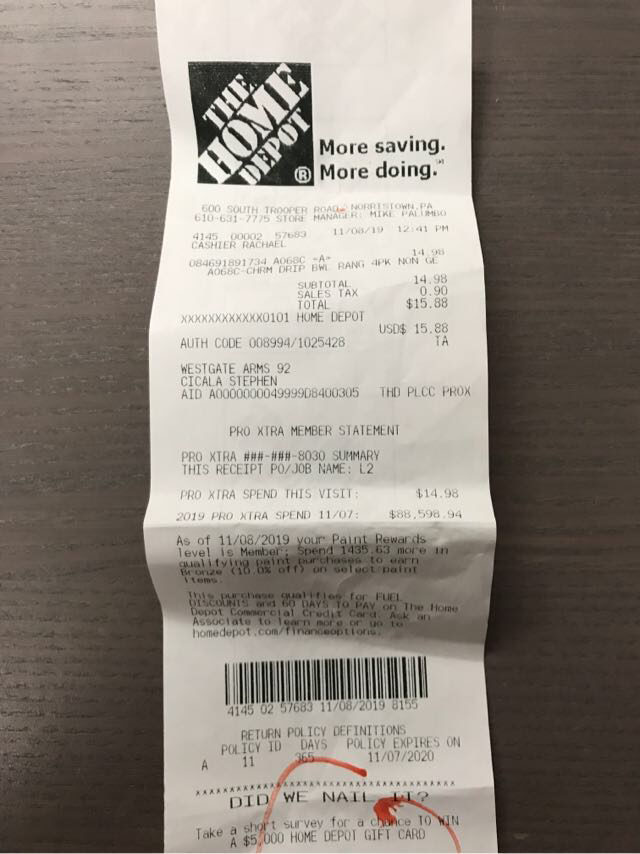 THE
HOME
DEPOT
®
More saving.
More doing.℠
600 SOUTH TROOPER ROAD NORRISTOWN,PA
610-631-7775 STORE MANAGER: MIKE PALUMBO
4145 00002 57683 11/08/19 12:41 PM
CASHIER RACHAEL
084691891734 A068C <A> 14.98
A068C-CHRM DRIP BWL RANG 4PK NON GE
SUBTOTAL 14.98
SALES TAX 0.90
TOTAL $15.88
XXXXXXXXXXXX0101 HOME DEPOT
USD$ 15.88
AUTH CODE 008994/1025428 TA
WESTGATE ARMS 92
CICALA STEPHEN
AID A0000000049999D8400305 THD PLCC PROX
PRO XTRA MEMBER STATEMENT
PRO XTRA ###-###-8030 SUMMARY
THIS RECEIPT PO/JOB NAME: L2
PRO XTRA SPEND THIS VISIT: $14.98
2019 PRO XTRA SPEND 11/07: $88,598.94
As of 11/08/2019 your Paint Rewards
level is Member; Spend 1435.63 more in
qualifying paint purchases to earn
Bronze (10.0% off) on select paint
items.
This purchase qualifies for FUEL
DISCOUNTS and 60 DAYS TO PAY on The Home
Depot Commercial Credit Card. Ask an
Associate to learn more or go to
homedepot.com/financeoptions.
4145 02 57683 11/08/2019 8155
RETURN POLICY DEFINITIONS
POLICY ID DAYS POLICY EXPIRES ON
A 11 365 11/07/2020
DID WE NAIL IT?
Take a short survey for a chance TO WIN
A $5,000 HOME DEPOT GIFT CARD